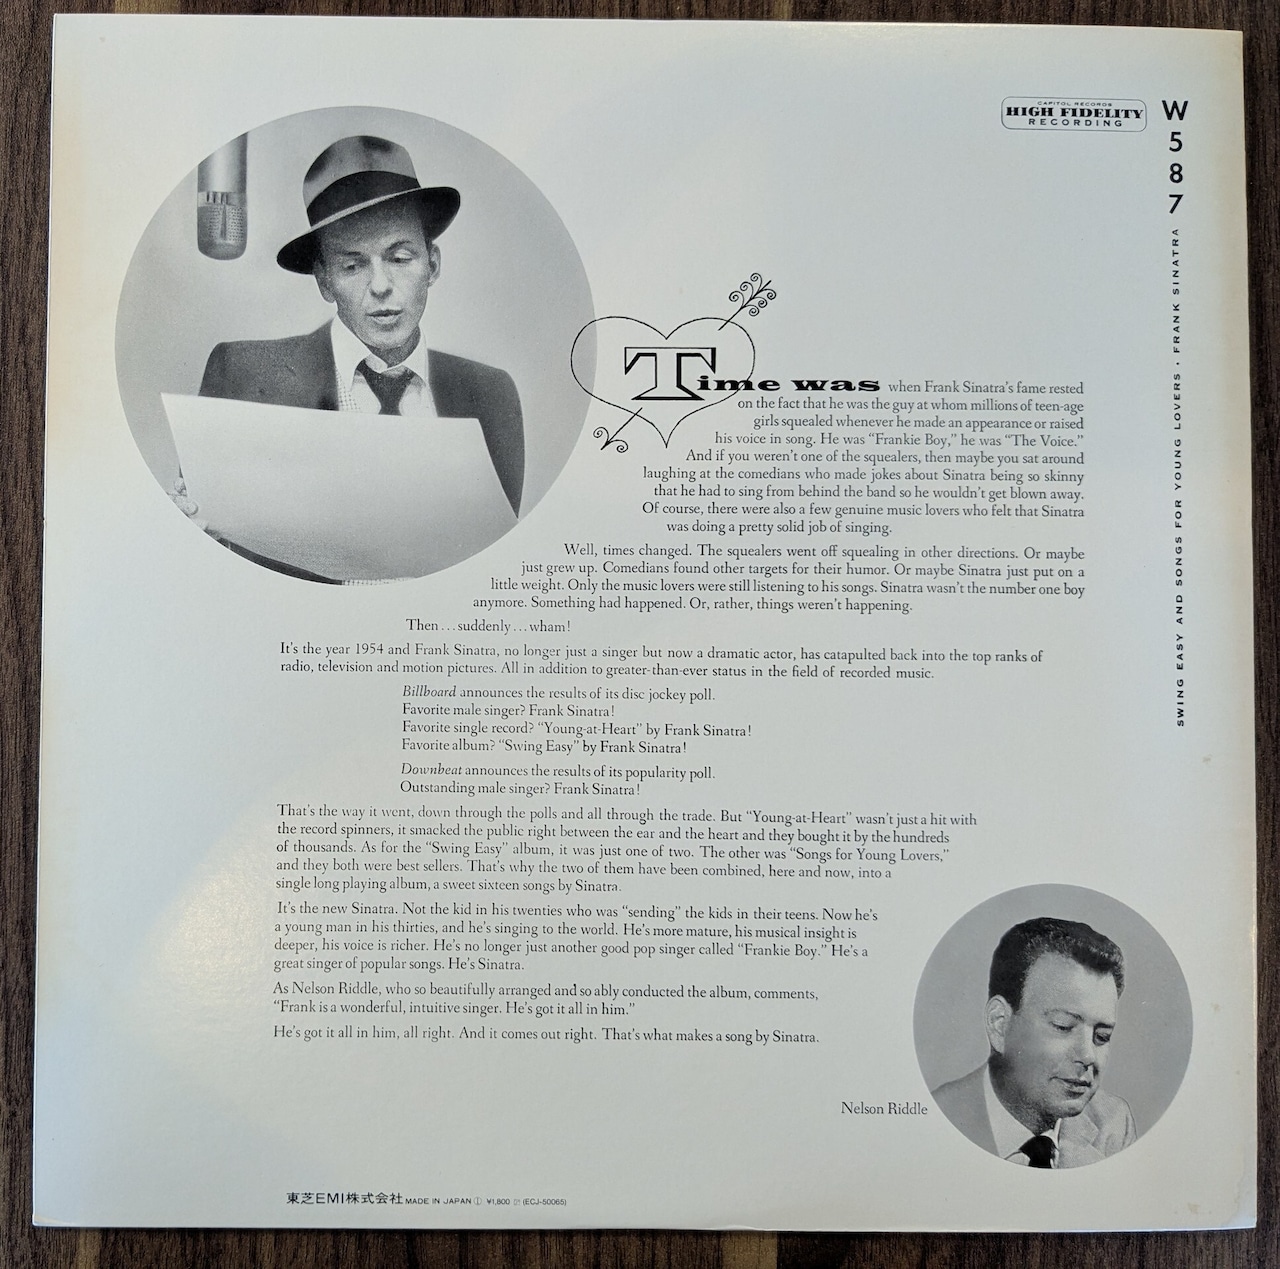 CAPITOL RECORDS
HIGH FIDELITY
RECORDING
W
5
8
7
SWING EASY AND SONGS FOR YOUNG LOVERS · FRANK SINATRA
Time was when Frank Sinatra's fame rested
on the fact that he was the guy at whom millions of teen-age
girls squealed whenever he made an appearance or raised
his voice in song. He was “Frankie Boy,” he was “The Voice.”
And if you weren't one of the squealers, then maybe you sat around
laughing at the comedians who made jokes about Sinatra being so skinny
that he had to sing from behind the band so he wouldn't get blown away.
Of course, there were also a few genuine music lovers who felt that Sinatra
was doing a pretty solid job of singing.
Well, times changed. The squealers went off squealing in other directions. Or maybe
just grew up. Comedians found other targets for their humor. Or maybe Sinatra just put on a
little weight. Only the music lovers were still listening to his songs. Sinatra wasn't the number one boy
anymore. Something had happened. Or, rather, things weren't happening.
Then...suddenly...wham!
It's the year 1954 and Frank Sinatra, no longer just a singer but now a dramatic actor, has catapulted back into the top ranks of
radio, television and motion pictures. All in addition to greater-than-ever status in the field of recorded music.
Billboard announces the results of its disc jockey poll.
Favorite male singer? Frank Sinatra!
Favorite single record? “Young-at-Heart” by Frank Sinatra!
Favorite album? “Swing Easy” by Frank Sinatra!
Downbeat announces the results of its popularity poll.
Outstanding male singer? Frank Sinatra!
That's the way it went, down through the polls and all through the trade. But “Young-at-Heart” wasn't just a hit with
the record spinners, it smacked the public right between the ear and the heart and they bought it by the hundreds
of thousands. As for the “Swing Easy” album, it was just one of two. The other was “Songs for Young Lovers,”
and they both were best sellers. That's why the two of them have been combined, here and now, into a
single long playing album, a sweet sixteen songs by Sinatra.
It's the new Sinatra. Not the kid in his twenties who was “sending” the kids in their teens. Now he's
a young man in his thirties, and he's singing to the world. He's more mature, his musical insight is
deeper, his voice is richer. He's no longer just another good pop singer called “Frankie Boy.” He's a
great singer of popular songs. He's Sinatra.
As Nelson Riddle, who so beautifully arranged and so ably conducted the album, comments,
“Frank is a wonderful, intuitive singer. He's got it all in him.”
He's got it all in him, all right. And it comes out right. That's what makes a song by Sinatra.
Nelson Riddle
東芝EMI株式会社 MADE IN JAPAN ¥1,800 (ECJ-50065)